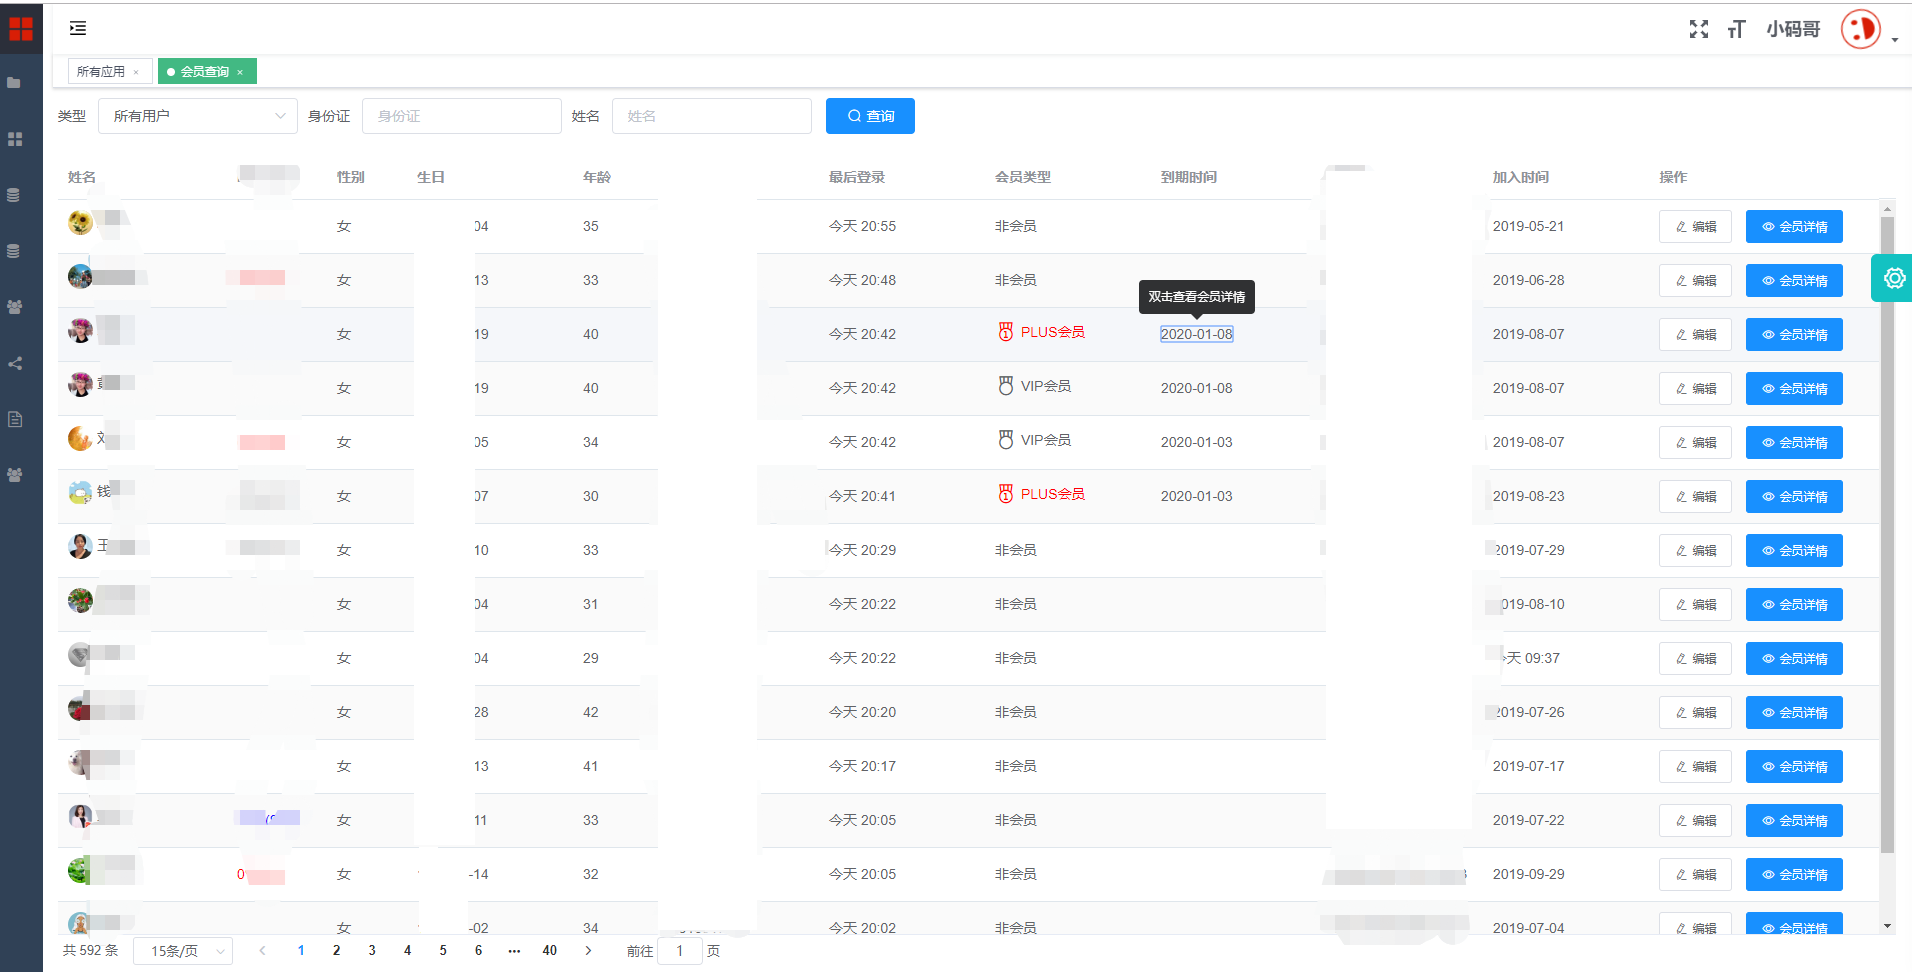 小码哥
所有应用 ×
会员查询 ×
类型 所有用户 身份证 身份证 姓名 姓名 查询
姓名 性别 生日 年龄 最后登录 会员类型 到期时间 加入时间 操作
女 04 35 今天 20:55 非会员 2019-05-21 编辑 会员详情
女 13 33 今天 20:48 非会员 2019-06-28 编辑 会员详情
双击查看会员详情
女 19 40 今天 20:42 PLUS会员 2020-01-08 2019-08-07 编辑 会员详情
女 19 40 今天 20:42 VIP会员 2020-01-08 2019-08-07 编辑 会员详情
女 05 34 今天 20:42 VIP会员 2020-01-03 2019-08-07 编辑 会员详情
钱 女 07 30 今天 20:41 PLUS会员 2020-01-03 2019-08-23 编辑 会员详情
王 女 10 33 今天 20:29 非会员 2019-07-29 编辑 会员详情
女 04 31 今天 20:22 非会员 2019-08-10 编辑 会员详情
女 04 29 今天 20:22 非会员 今天 09:37 编辑 会员详情
女 28 42 今天 20:20 非会员 2019-07-26 编辑 会员详情
女 13 41 今天 20:17 非会员 2019-07-17 编辑 会员详情
女 11 33 今天 20:05 非会员 2019-07-22 编辑 会员详情
0 女 -14 32 今天 20:05 非会员 2019-09-29 编辑 会员详情
女 -02 34 今天 20:02 非会员 2019-07-04 编辑 会员详情
共 592 条 15条/页 1 2 3 4 5 6 ••• 40 前往 1 页